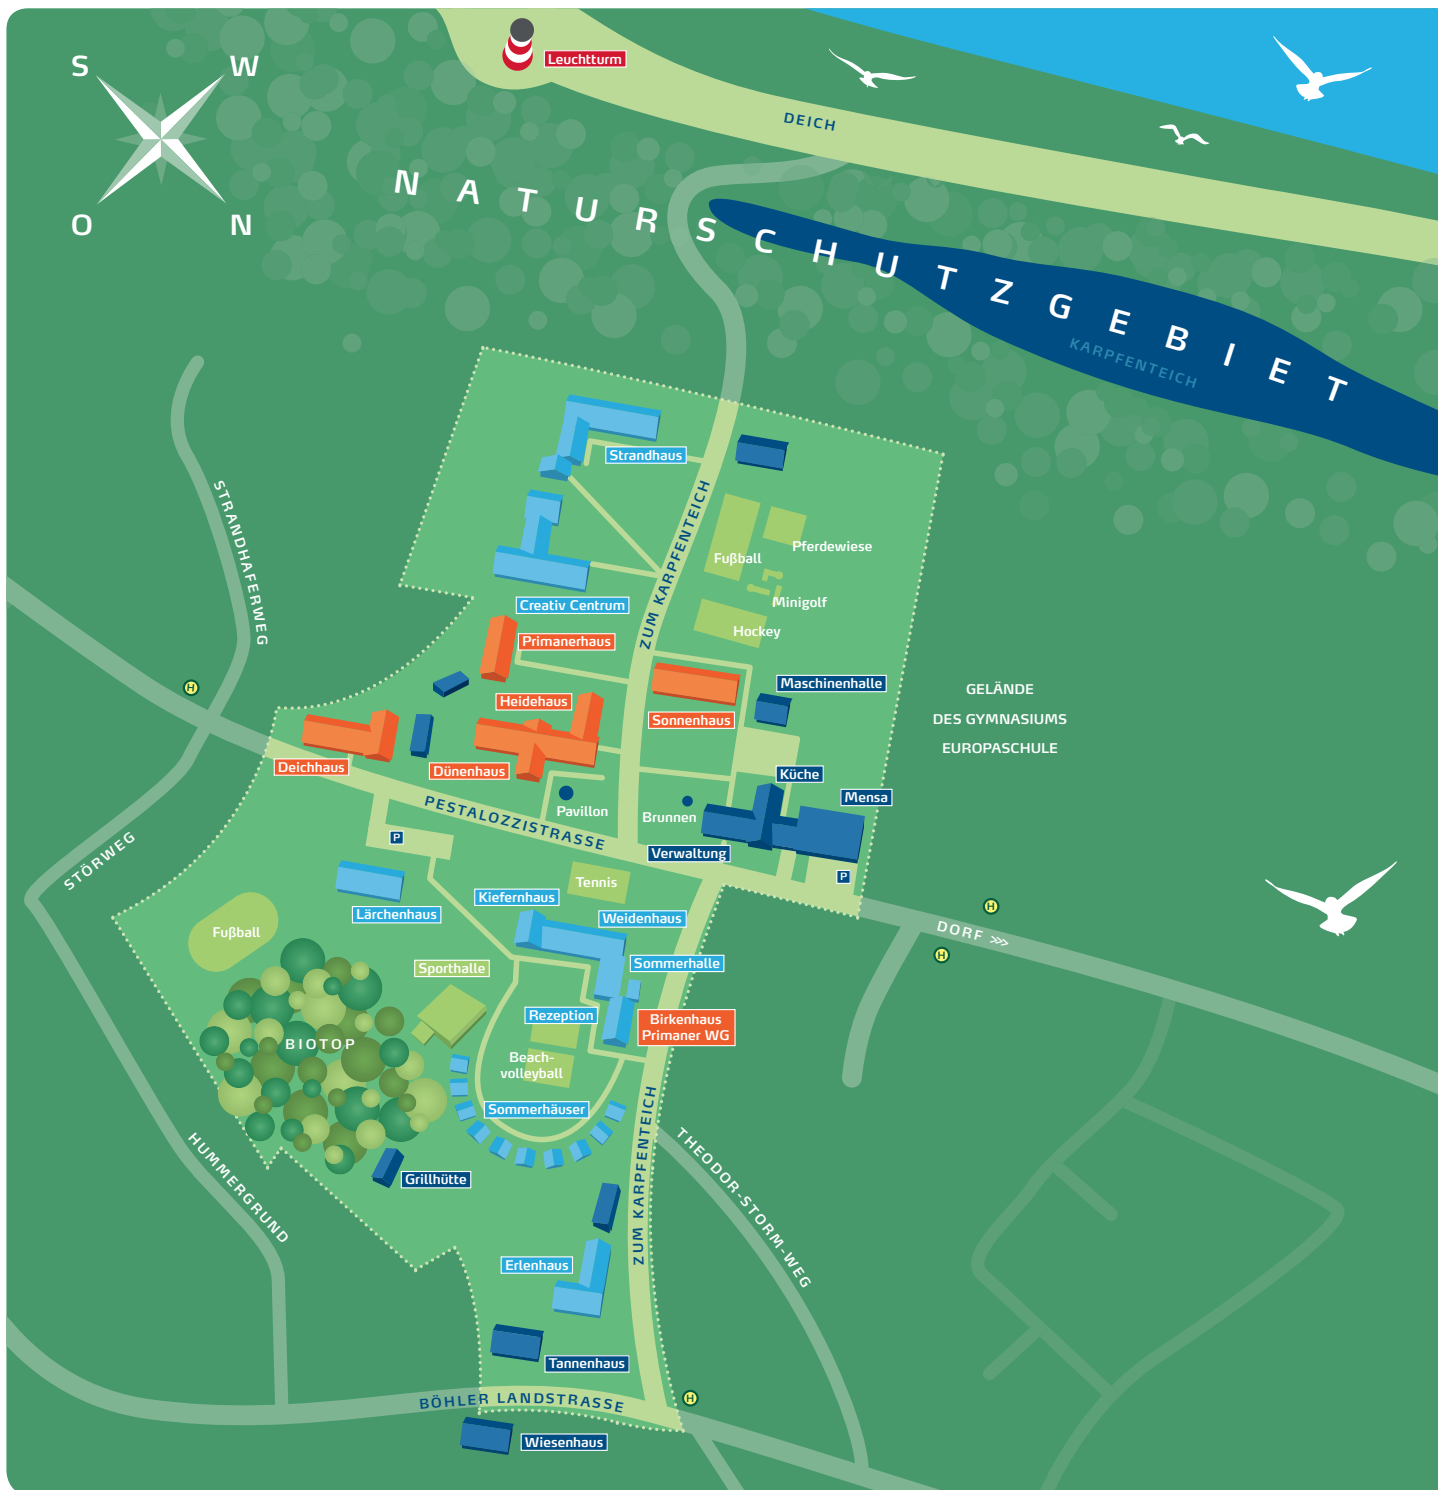 Leuchtturm
S
W
O
N
DEICH
NATURSCHUTZGEBIET
KARPFENTEICH
STRANDHAFERWEG
Strandhaus
ZUM KARPFENTEICH
Fußball
Pferdewiese
Creativ Centrum
Minigolf
Hockey
Primanerhaus
H
Maschinenhalle
GELÄNDE
DES GYMNASIUMS
EUROPASCHULE
Heidehaus
Sonnenhaus
Deichhaus
Dünenhaus
Küche
Mensa
Pavillon
Brunnen
PESTALOZZISTRASSE
P
Verwaltung
P
STÖRWEG
Tennis
Kiefernhaus
Lärchenhaus
Weidenhaus
H
Fußball
DORF >>>
H
Sporthalle
Sommerhalle
Rezeption
Birkenhaus
Primaner WG
BIOTOP
Beach-
volleyball
Sommerhäuser
HUMMERGRUND
Grillhütte
ZUM KARPFENTEICH
THEODOR-STORM-WEG
Erlenhaus
Tannenhaus
BÖHLER LANDSTRASSE
H
Wiesenhaus